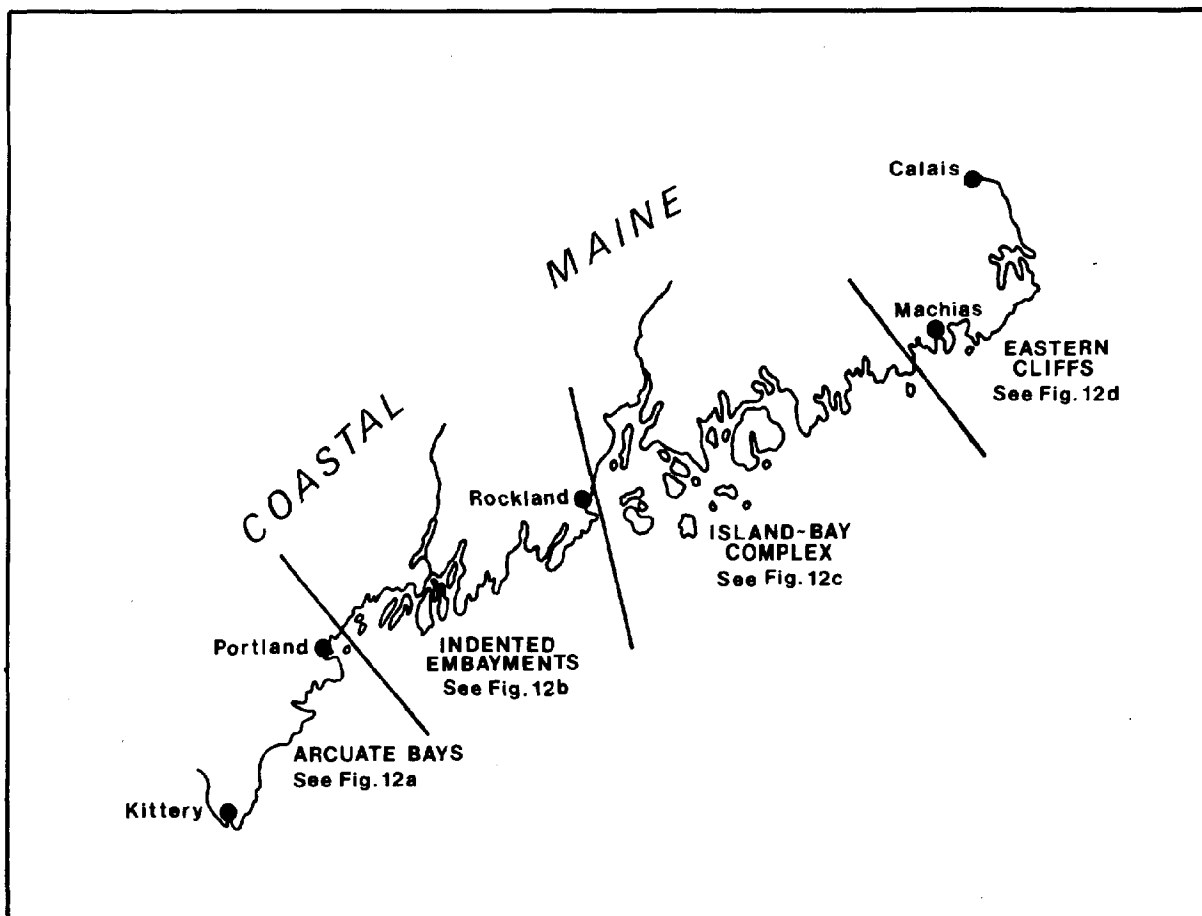 Calais
MAINE
Machias
EASTERN
CLIFFS
See Fig. 12d
COASTAL
Rockland
ISLAND-BAY
COMPLEX
See Fig. 12c
Portland
INDENTED
EMBAYMENTS
See Fig. 12b
ARCUATE BAYS
See Fig. 12a
Kittery